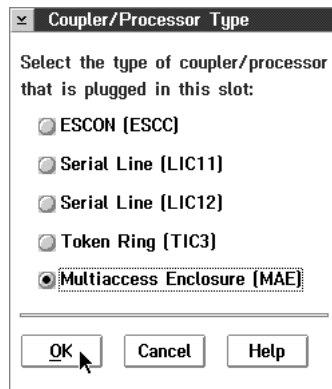 Coupler/Processor Type
Select the type of coupler/processor
that is plugged in this slot:
ESCON (ESCC)
Serial Line (LIC11)
Serial Line (LIC12)
Token Ring (TIC3)
Multiaccess Enclosure (MAE)
OK Cancel Help